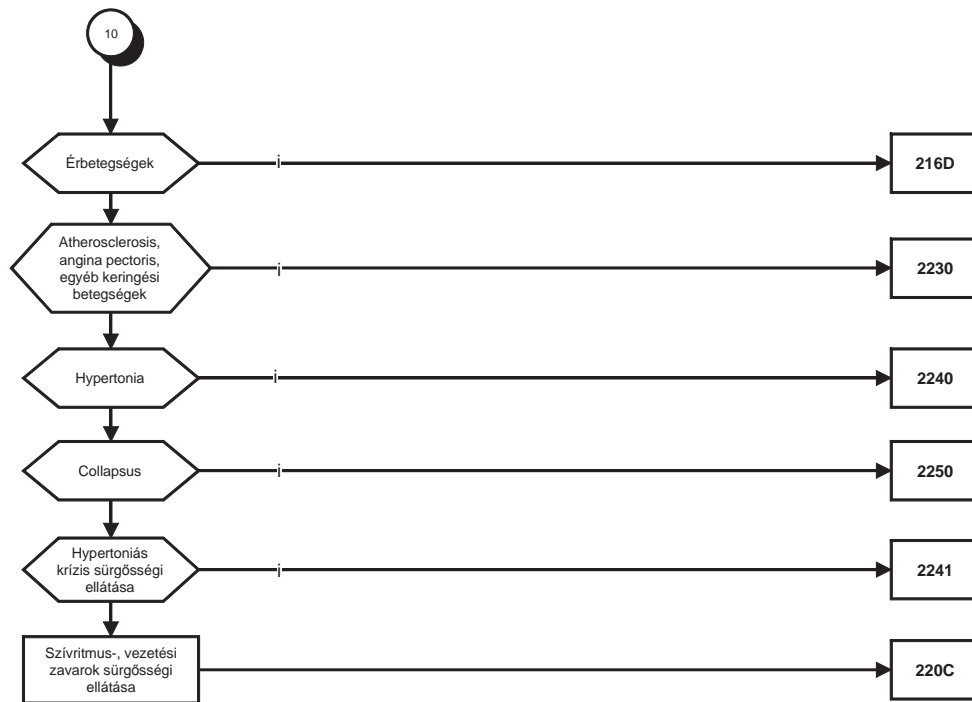 10
Érbetegségek
i
216D
Atherosclerosis,
angina pectoris,
egyéb keringési
betegségek
i
2230
Hypertonia
i
2240
Collapsus
i
2250
Hypertoniás
krízis sürgősségi
ellátása
i
2241
Szívritmus-, vezetési
zavarok sürgősségi
ellátása
220C